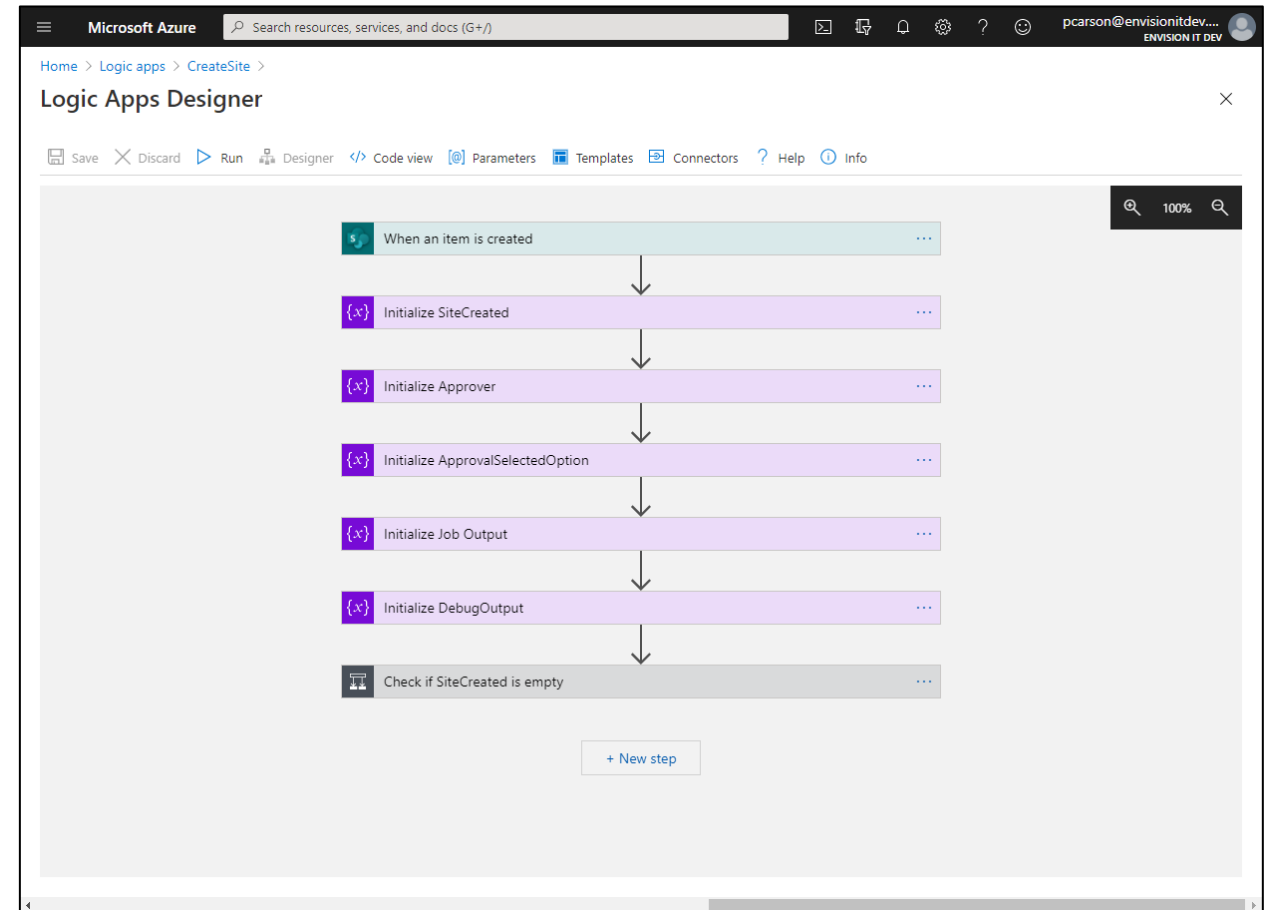 Microsoft Azure
Search resources, services, and docs (G+/)
pcarson@envisionitdev....
ENVISION IT DEV
Home > Logic apps > CreateSite >
Logic Apps Designer
Save Discard Run Designer </> Code view [@] Parameters Templates Connectors ? Help Info
100%
When an item is created ...
{x} Initialize SiteCreated ...
{x} Initialize Approver ...
{x} Initialize ApprovalSelectedOption ...
{x} Initialize Job Output ...
{x} Initialize DebugOutput ...
Check if SiteCreated is empty ...
+ New step